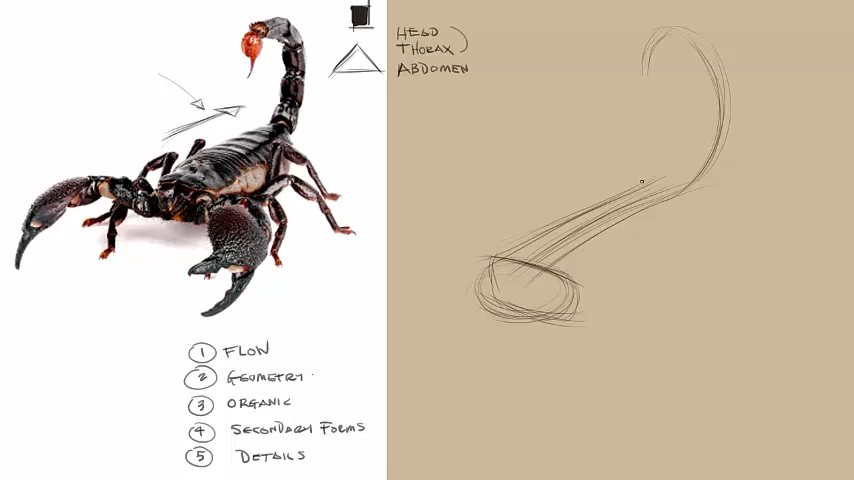 HEAD
THORAX
ABDOMEN
1 FLOW
2 GEOMETRY
3 ORGANIC
4 SECONDARY FORMS
5 DETAILS